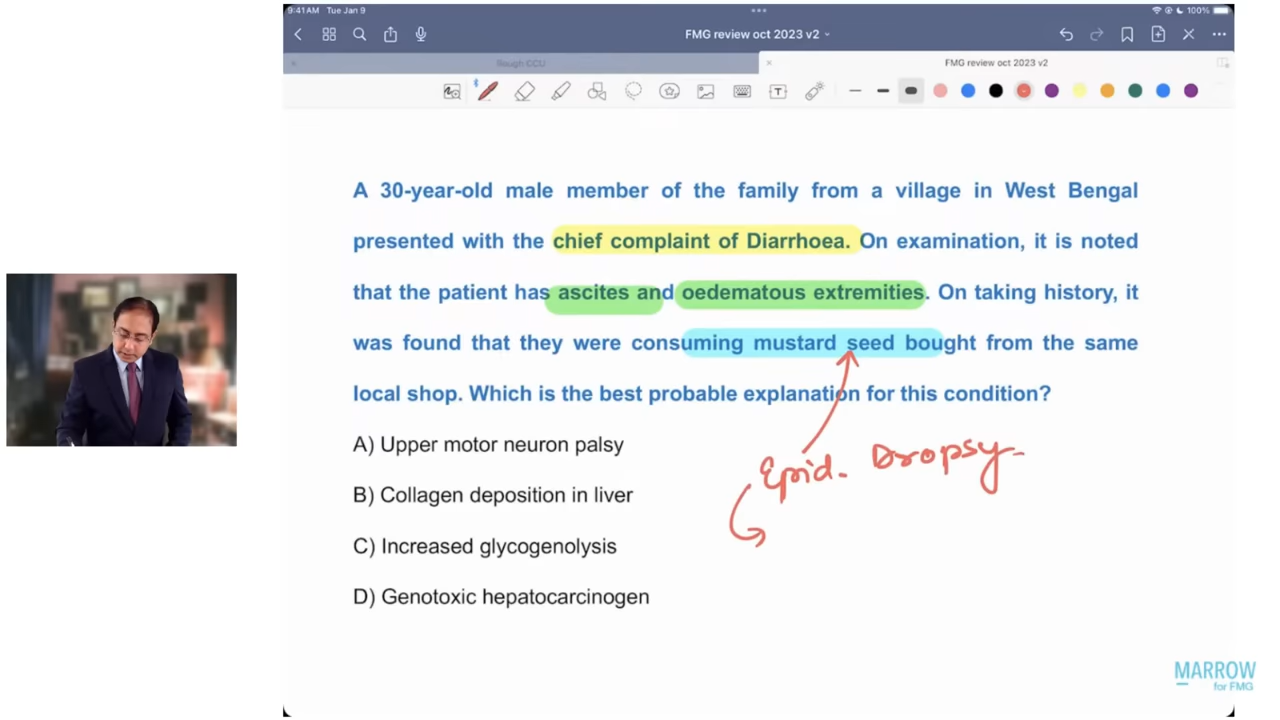 9:41 AM Tue Jan 9
100%
FMG review oct 2023 v2
Rough CCU
FMG review oct 2023 v2
A 30-year-old male member of the family from a village in West Bengal
presented with the chief complaint of Diarrhoea. On examination, it is noted
that the patient has ascites and oedematous extremities. On taking history, it
was found that they were consuming mustard seed bought from the same
local shop. Which is the best probable explanation for this condition?
A) Upper motor neuron palsy
Epid. Dropsy
B) Collagen deposition in liver
C) Increased glycogenolysis
D) Genotoxic hepatocarcinogen
MARROW
for FMG